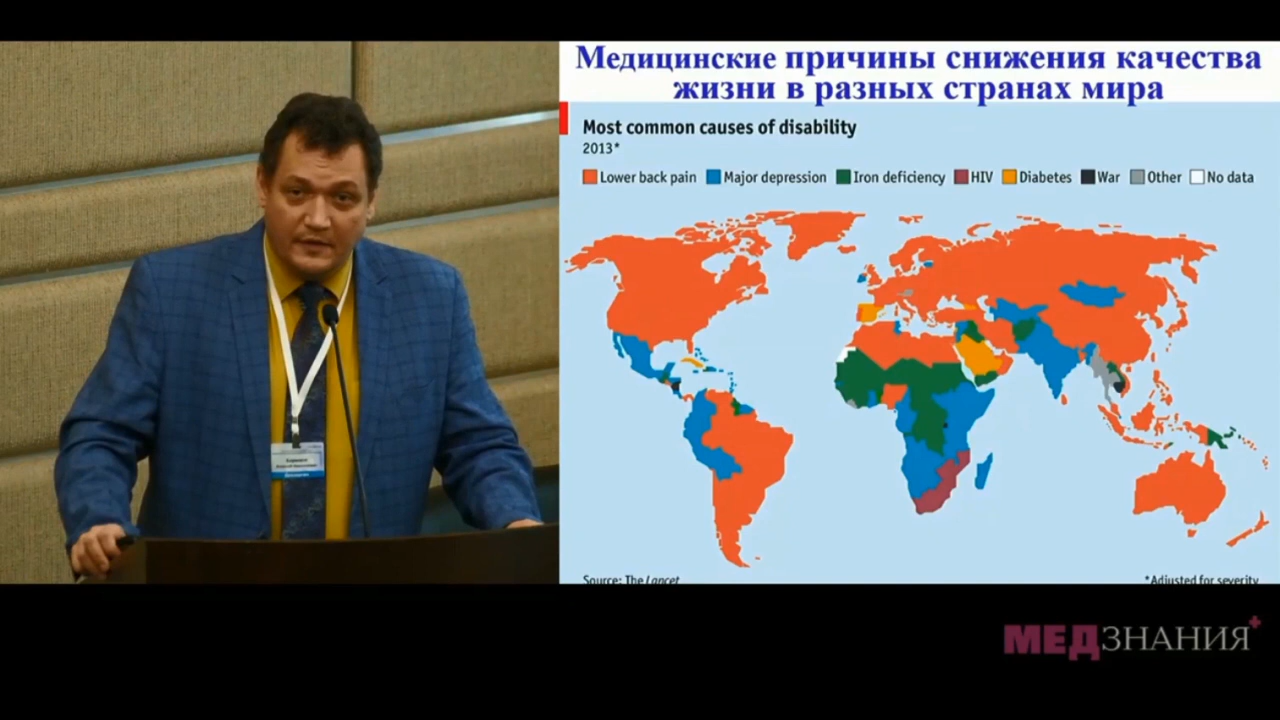 Медицинские причины снижения качества
жизни в разных странах мира
Most common causes of disability
2013*
Lower back pain Major depression Iron deficiency HIV Diabetes War Other No data
Source: The Lancet
*Adjusted for severity
МЕДЗНАНИЯ+